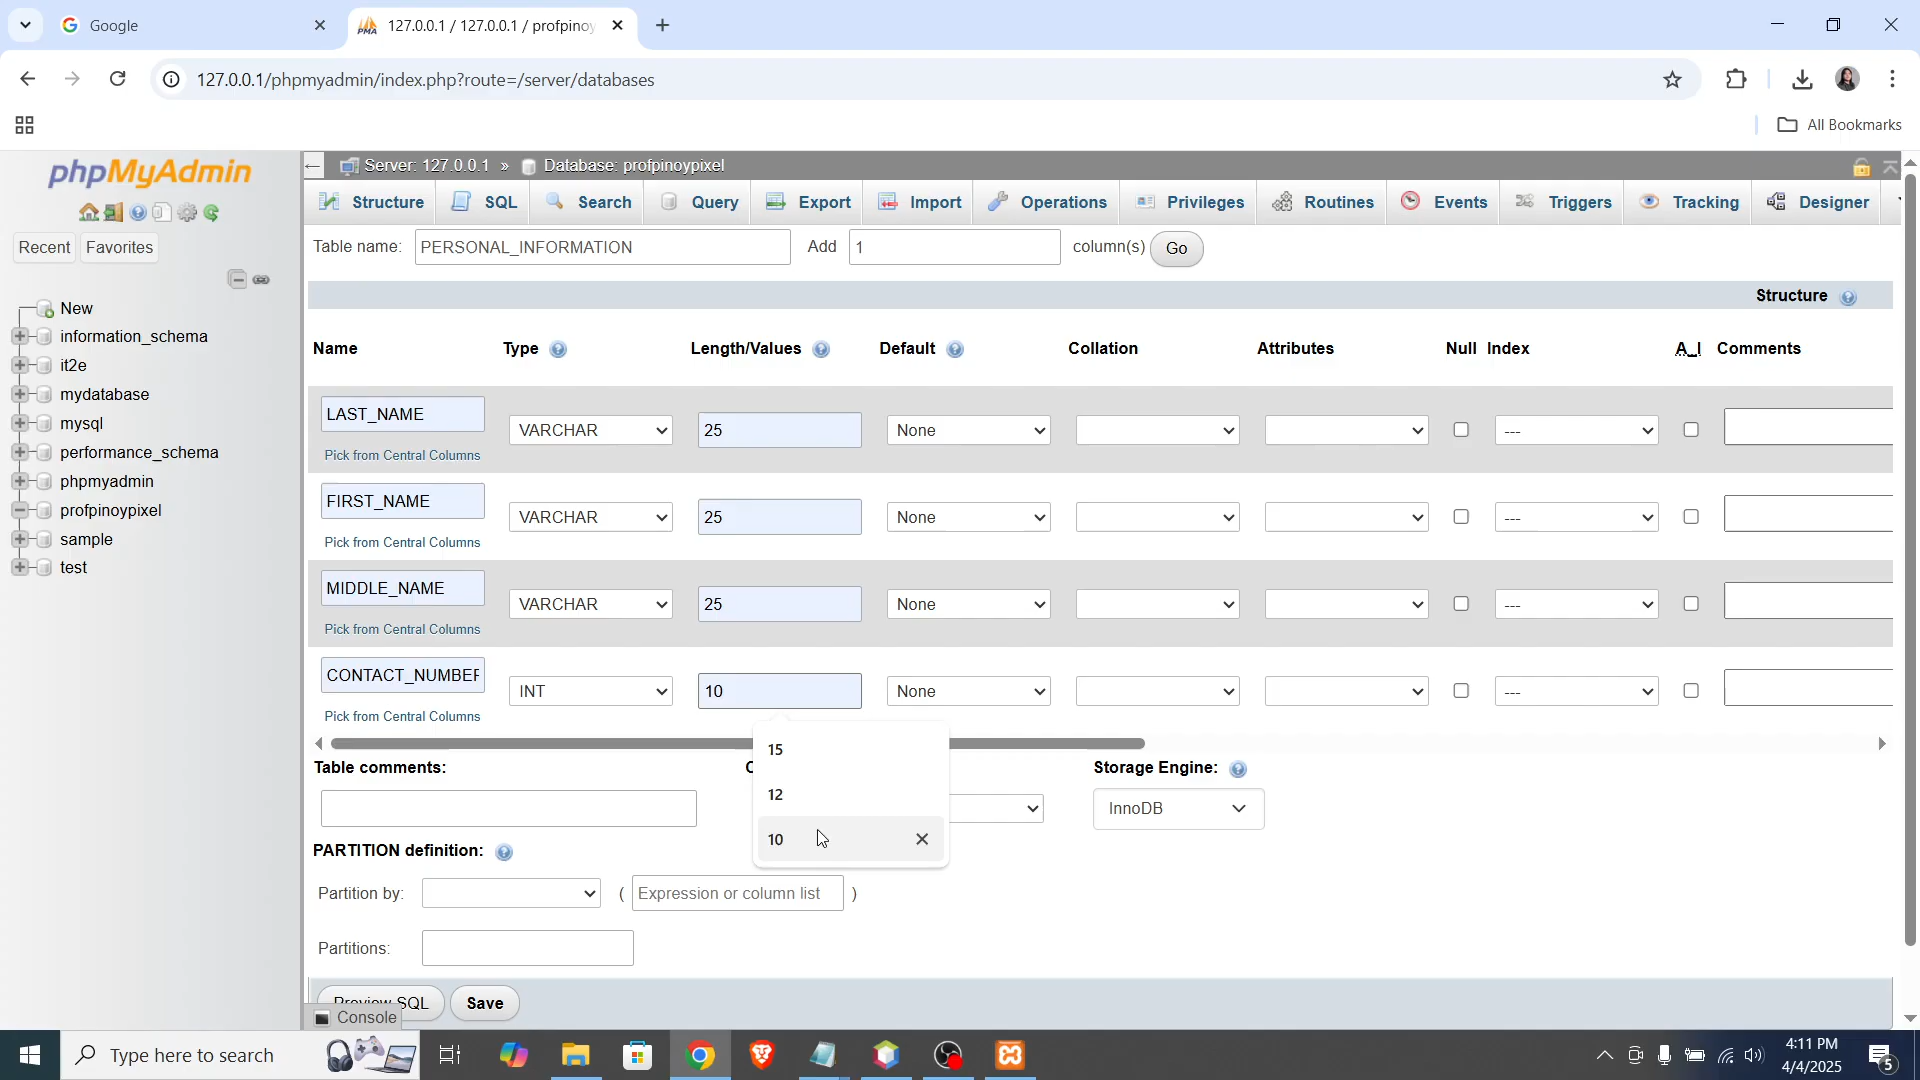 Google
127.0.0.1 / 127.0.0.1 / profpinoy
127.0.0.1/phpmyadmin/index.php?route=/server/databases
All Bookmarks
phpMyAdmin
Recent
Favorites
New
information_schema
it2e
mydatabase
mysql
performance_schema
phpmyadmin
profpinoypixel
sample
test
Server: 127.0.0.1 » Database: profpinoypixel
Structure SQL Search Query Export Import Operations Privileges Routines Events Triggers Tracking Designer
Table name: PERSONAL_INFORMATION Add 1 column(s) Go
Structure
Name Type Length/Values Default Collation Attributes Null Index A_I Comments
LAST_NAME VARCHAR 25 None ---
Pick from Central Columns
FIRST_NAME VARCHAR 25 None ---
Pick from Central Columns
MIDDLE_NAME VARCHAR 25 None ---
Pick from Central Columns
CONTACT_NUMBER INT 10 None ---
Pick from Central Columns
15
12
10
Table comments:
Storage Engine:
InnoDB
PARTITION definition:
Partition by: ( Expression or column list )
Partitions:
Preview SQL Save
Console
Type here to search
4:11 PM
4/4/2025
5